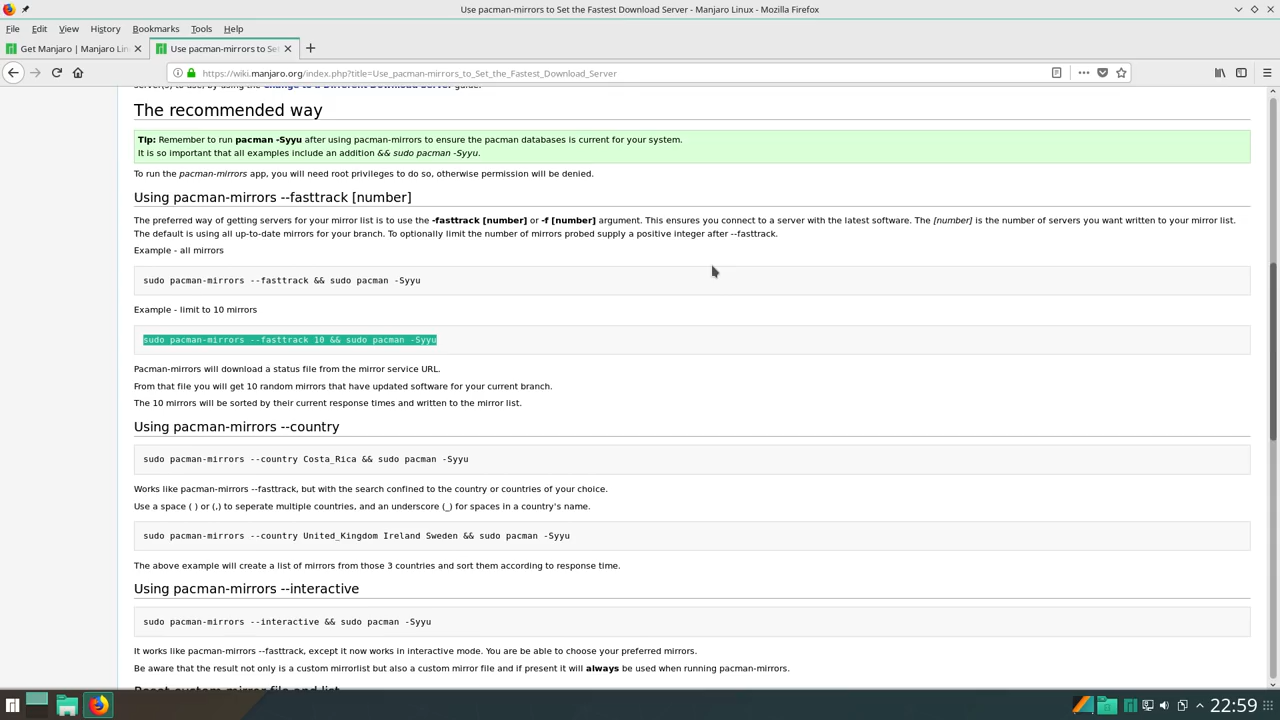 Use pacman-mirrors to Set the Fastest Download Server - Manjaro Linux - Mozilla Firefox
File Edit View History Bookmarks Tools Help
Get Manjaro | Manjaro Lin
Use pacman-mirrors to Se
https://wiki.manjaro.org/index.php?title=Use_pacman-mirrors_to_Set_the_Fastest_Download_Server
server(s) to use, by using the Change to a Different Download Server guide.
The recommended way
Tip: Remember to run pacman -Syyu after using pacman-mirrors to ensure the pacman databases is current for your system.
It is so important that all examples include an addition && sudo pacman -Syyu.
To run the pacman-mirrors app, you will need root privileges to do so, otherwise permission will be denied.
Using pacman-mirrors --fasttrack [number]
The preferred way of getting servers for your mirror list is to use the -fasttrack [number] or -f [number] argument. This ensures you connect to a server with the latest software. The [number] is the number of servers you want written to your mirror list.
The default is using all up-to-date mirrors for your branch. To optionally limit the number of mirrors probed supply a positive integer after --fasttrack.
Example - all mirrors
sudo pacman-mirrors --fasttrack && sudo pacman -Syyu
Example - limit to 10 mirrors
sudo pacman-mirrors --fasttrack 10 && sudo pacman -Syyu
Pacman-mirrors will download a status file from the mirror service URL.
From that file you will get 10 random mirrors that have updated software for your current branch.
The 10 mirrors will be sorted by their current response times and written to the mirror list.
Using pacman-mirrors --country
sudo pacman-mirrors --country Costa_Rica && sudo pacman -Syyu
Works like pacman-mirrors --fasttrack, but with the search confined to the country or countries of your choice.
Use a space ( ) or (,) to seperate multiple countries, and an underscore (_) for spaces in a country's name.
sudo pacman-mirrors --country United_Kingdom Ireland Sweden && sudo pacman -Syyu
The above example will create a list of mirrors from those 3 countries and sort them according to response time.
Using pacman-mirrors --interactive
sudo pacman-mirrors --interactive && sudo pacman -Syyu
It works like pacman-mirrors --fasttrack, except it now works in interactive mode. You are be able to choose your preferred mirrors.
Be aware that the result not only is a custom mirrorlist but also a custom mirror file and if present it will always be used when running pacman-mirrors.
Reset custom mirror file and list
22:59